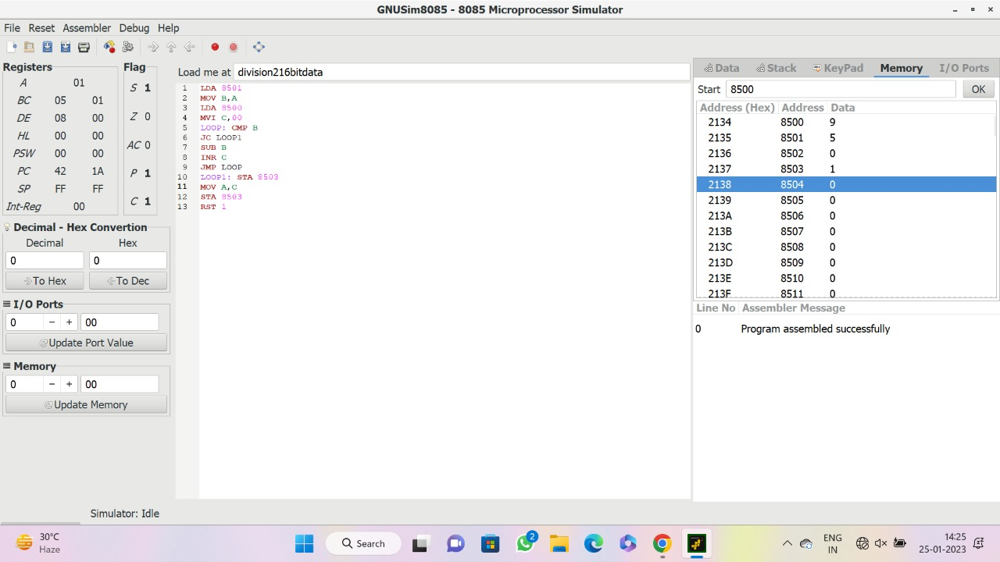 GNUSim8085 - 8085 Microprocessor Simulator
File Reset Assembler Debug Help
Registers
A 01
BC 05 01
DE 08 00
HL 00 00
PSW 00 00
PC 42 1A
SP FF FF
Int-Reg 00
Flag
S 1
Z 0
AC 0
P 1
C 1
Decimal - Hex Convertion
Decimal Hex
0 0
To Hex To Dec
I/O Ports
0 − + 00
Update Port Value
Memory
0 − + 00
Update Memory
Load me at division216bitdata
1 LDA 8501
2 MOV B,A
3 LDA 8500
4 MVI C,00
5 LOOP: CMP B
6 JC LOOP1
7 SUB B
8 INR C
9 JMP LOOP
10 LOOP1: STA 8503
11 MOV A,C
12 STA 8503
13 RST 1
Data Stack KeyPad Memory I/O Ports
Start 8500 OK
Address (Hex) Address Data
2134 8500 9
2135 8501 5
2136 8502 0
2137 8503 1
2138 8504 0
2139 8505 0
213A 8506 0
213B 8507 0
213C 8508 0
213D 8509 0
213E 8510 0
213F 8511 0
Line No Assembler Message
0 Program assembled successfully
Simulator: Idle
30°C
Haze
Search
2
ENG
IN
14:25
25-01-2023